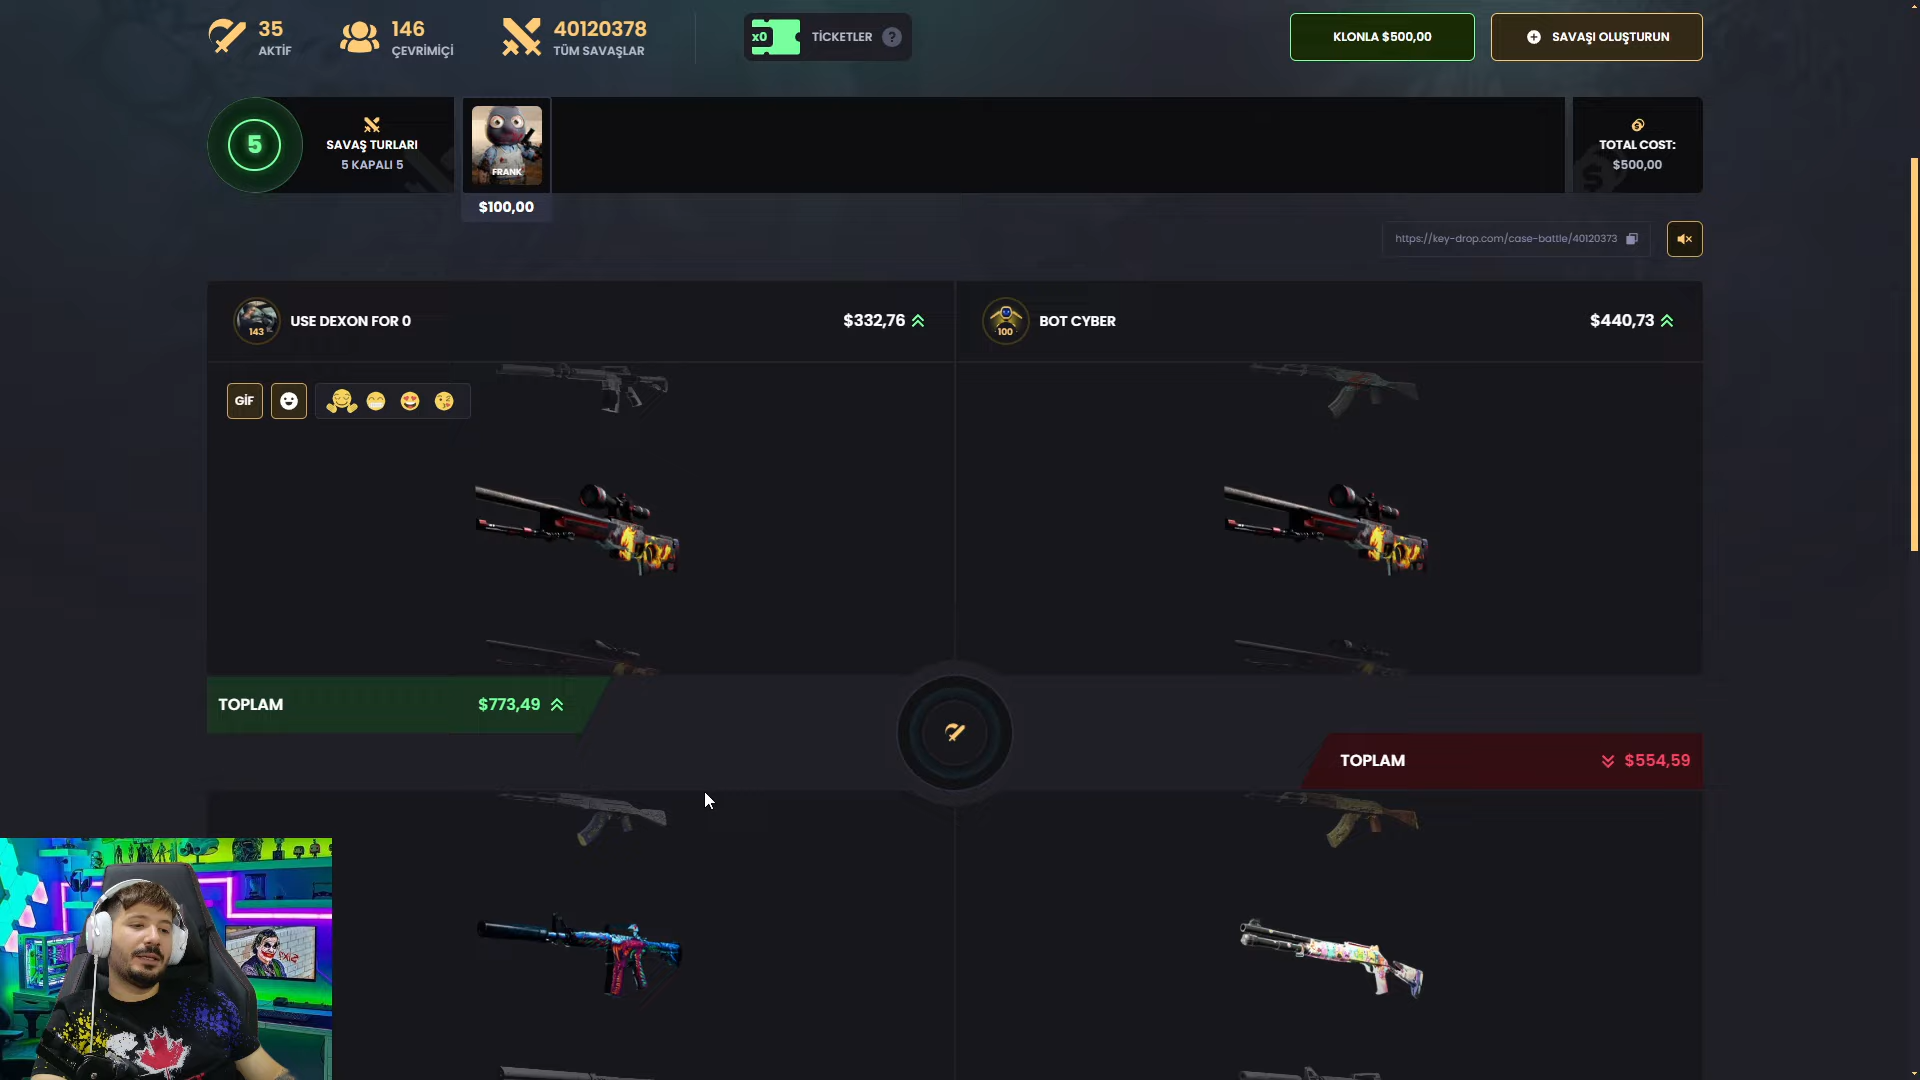 35
AKTİF
146
ÇEVRİMİÇİ
40120378
TÜM SAVAŞLAR
x0
TİCKETLER
?
KLONLA $500,00
SAVAŞI OLUŞTURUN
5
SAVAŞ TURLARI
5 KAPALI 5
FRANK
$100,00
TOTAL COST:
$500,00
https://key-drop.com/case-battle/40120373
143
USE DEXON FOR 0
$332,76
100
BOT CYBER
$440,73
GİF
TOPLAM
$773,49
TOPLAM
$554,59